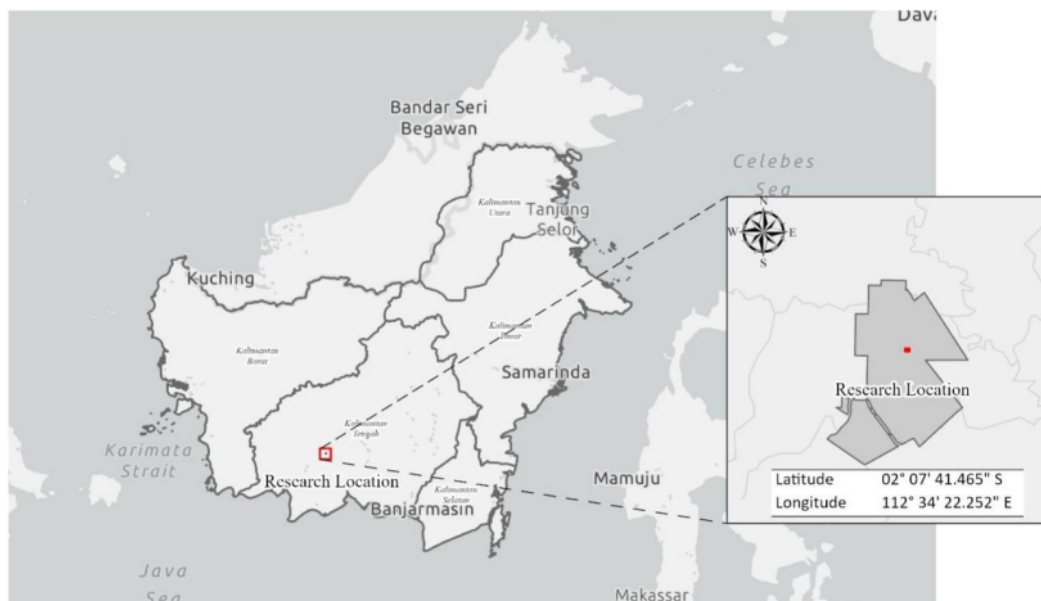 Dava
Bandar Seri
Begawan
Celebes
Sea
Kalimantan
Utara
Tanjung
Selor
N
W E
S
Kuching
Kalimantan
Barat
Kalimantan
Timur
Samarinda
Research Location
Kalimantan
Tengah
Karimata
Strait
Research Location
Mamuju
Kalimantan
Selatan
Banjarmasin
Latitude 02° 07' 41.465" S
Longitude 112° 34' 22.252" E
Java
Sea
Makassar